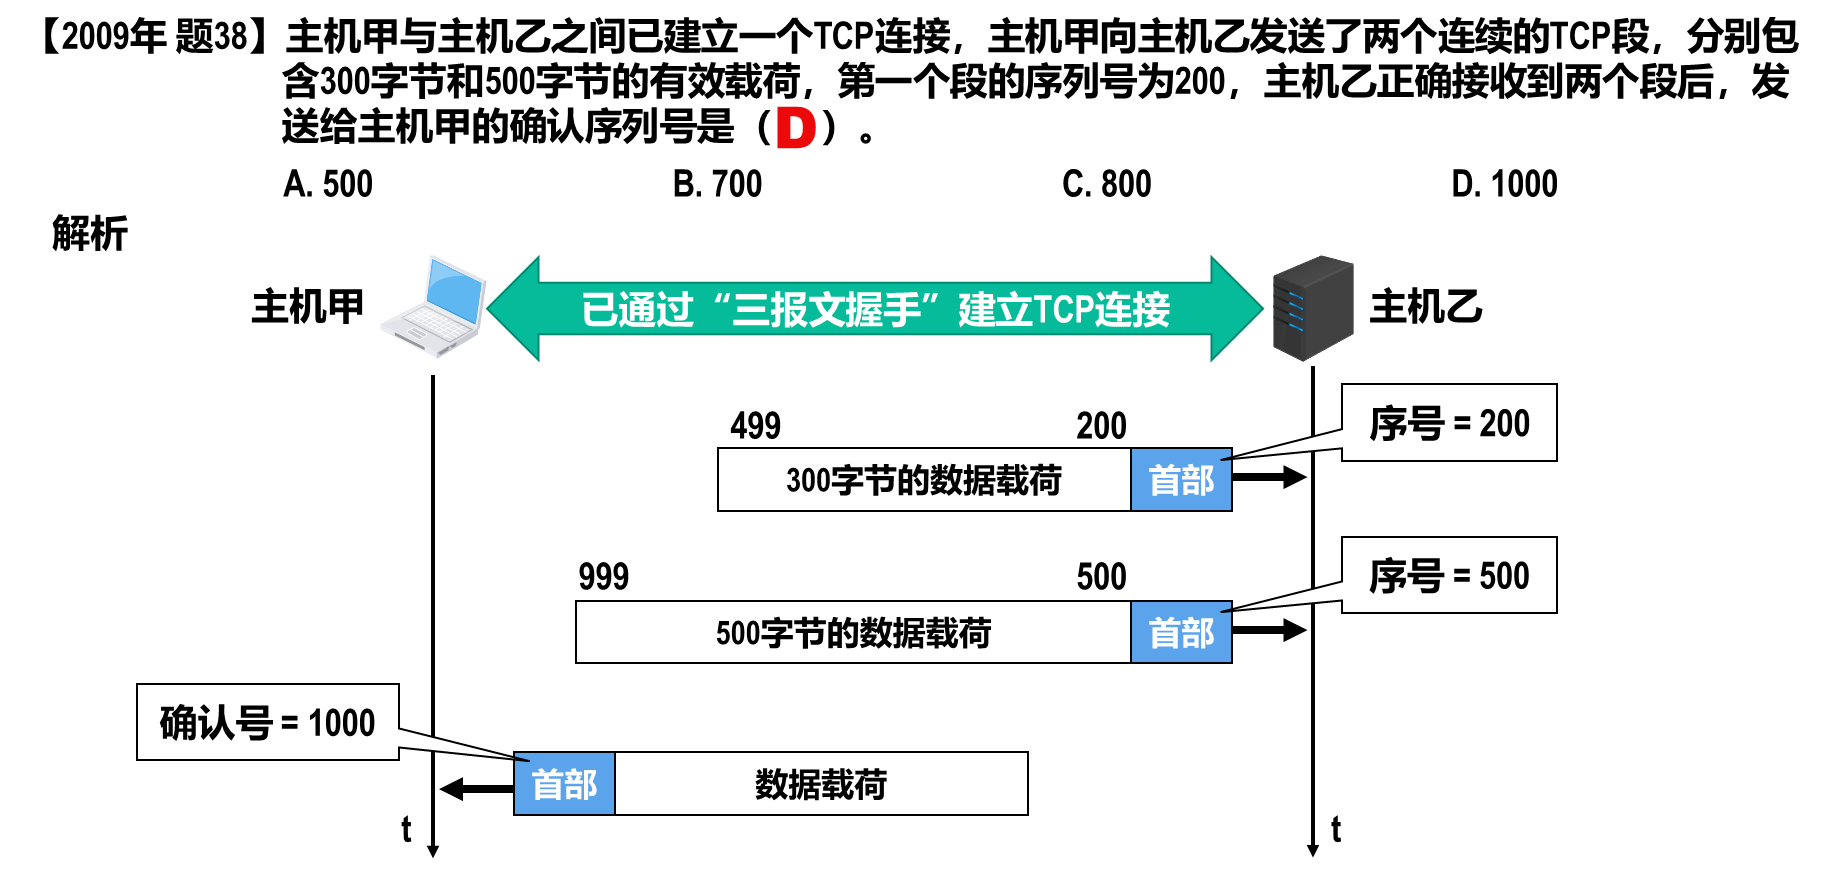 【2009年 题38】主机甲与主机乙之间已建立一个TCP连接，主机甲向主机乙发送了两个连续的TCP段，分别包
含300字节和500字节的有效载荷，第一个段的序列号为200，主机乙正确接收到两个段后，发
送给主机甲的确认序列号是（D）。
A. 500
B. 700
C. 800
D. 1000
解析
主机甲
已通过“三报文握手”建立TCP连接
主机乙
499
200
序号 = 200
300字节的数据载荷
首部
999
500
序号 = 500
500字节的数据载荷
首部
确认号 = 1000
首部
数据载荷
t
t